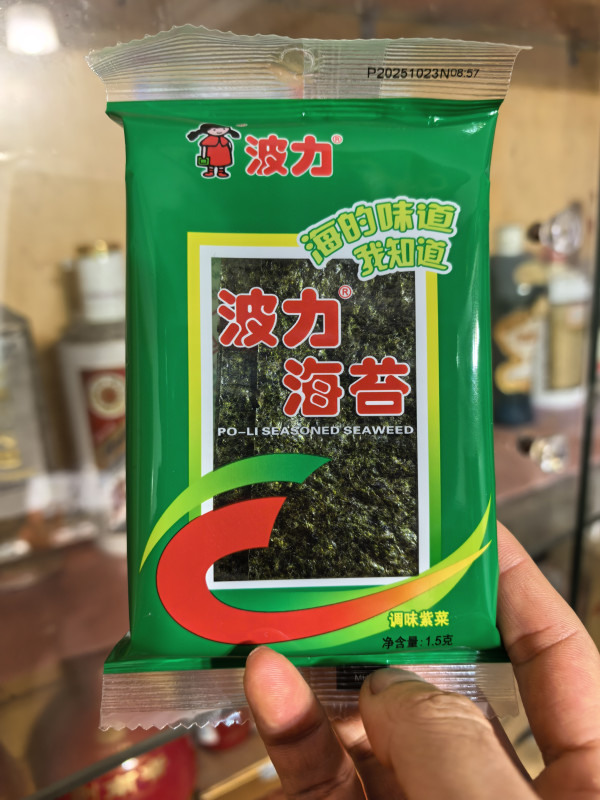 P20251023N08:57
波力®
海的味道
我知道
波力®
海苔
PO-LI SEASONED SEAWEED
调味紫菜
净含量:1.5克